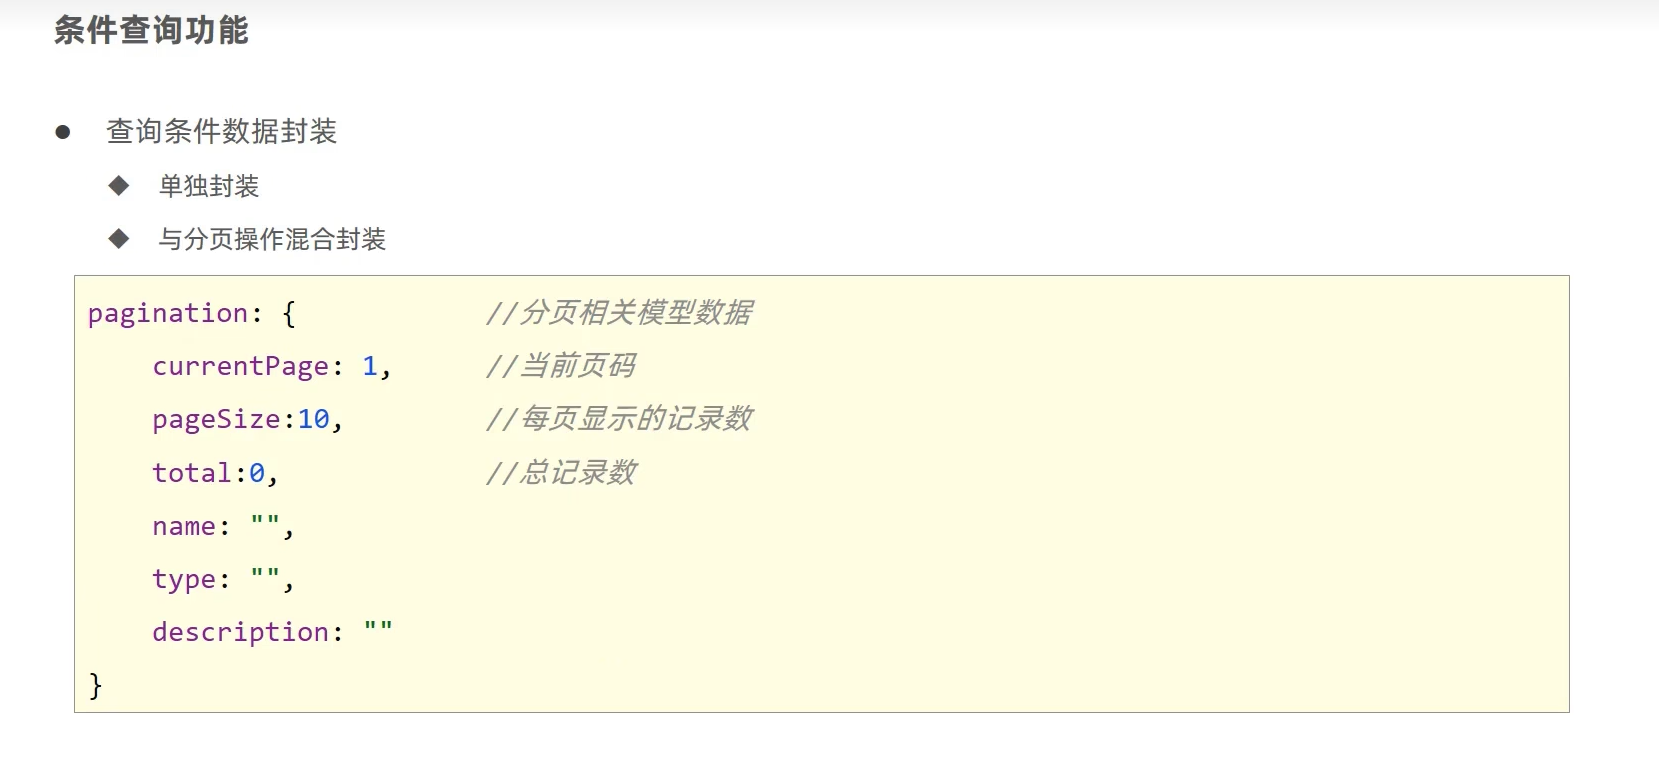 条件查询功能
● 查询条件数据封装
◆ 单独封装
◆ 与分页操作混合封装
pagination: { //分页相关模型数据
currentPage: 1, //当前页码
pageSize:10, //每页显示的记录数
total:0, //总记录数
name: "",
type: "",
description: ""
}